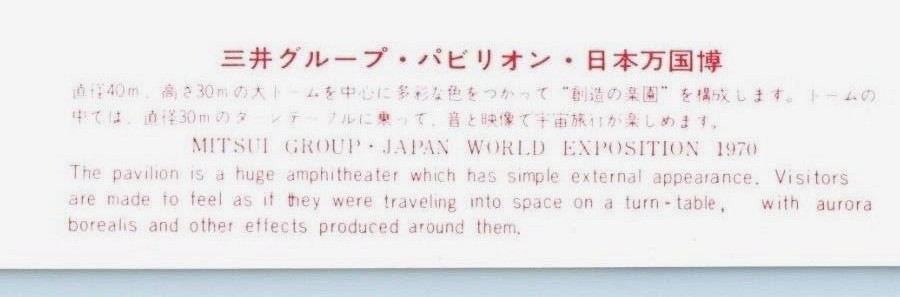 三井グループ・パビリオン・日本万国博
直径40m、高さ30mの大ドームを中心に多彩な色をつかって“創造の楽園”を構成します。ドームの
中では、直径30mのターンテーブルに乗って、音と映像で宇宙旅行が楽しめます。
MITSUI GROUP・JAPAN WORLD EXPOSITION 1970
The pavilion is a huge amphitheater which has simple external appearance. Visitors
are made to feel as if they were traveling into space on a turn-table, with aurora
borealis and other effects produced around them.